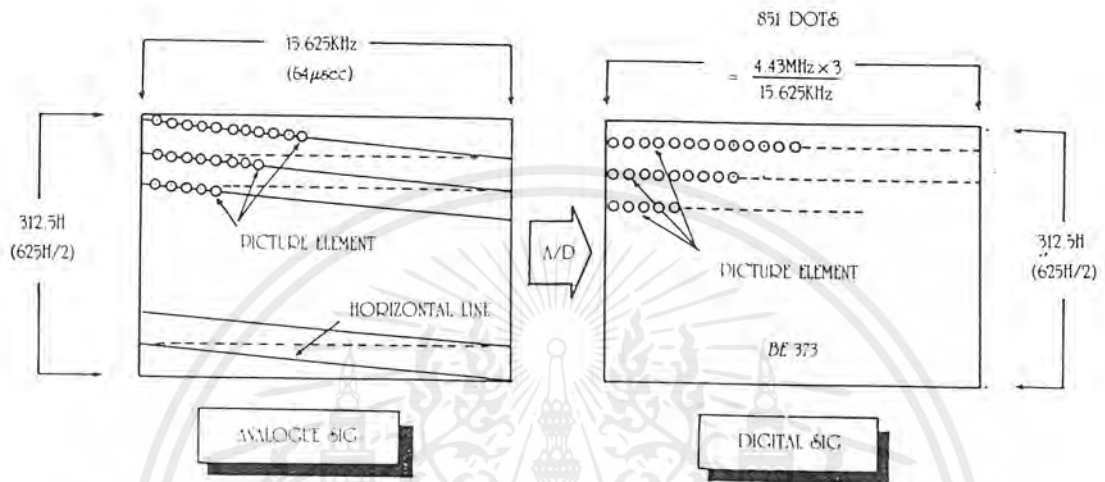 851 DOTS
15.625KHz
(64μsec)
= 4.43MHz × 3
15.625KHz
312.5H
(625H/2)
PICTURE ELEMENT
HORIZONTAL LINE
A/D
PICTURE ELEMENT
BE 373
312.5H
(625H/2)
ANALOGUE SIG
DIGITAL SIG